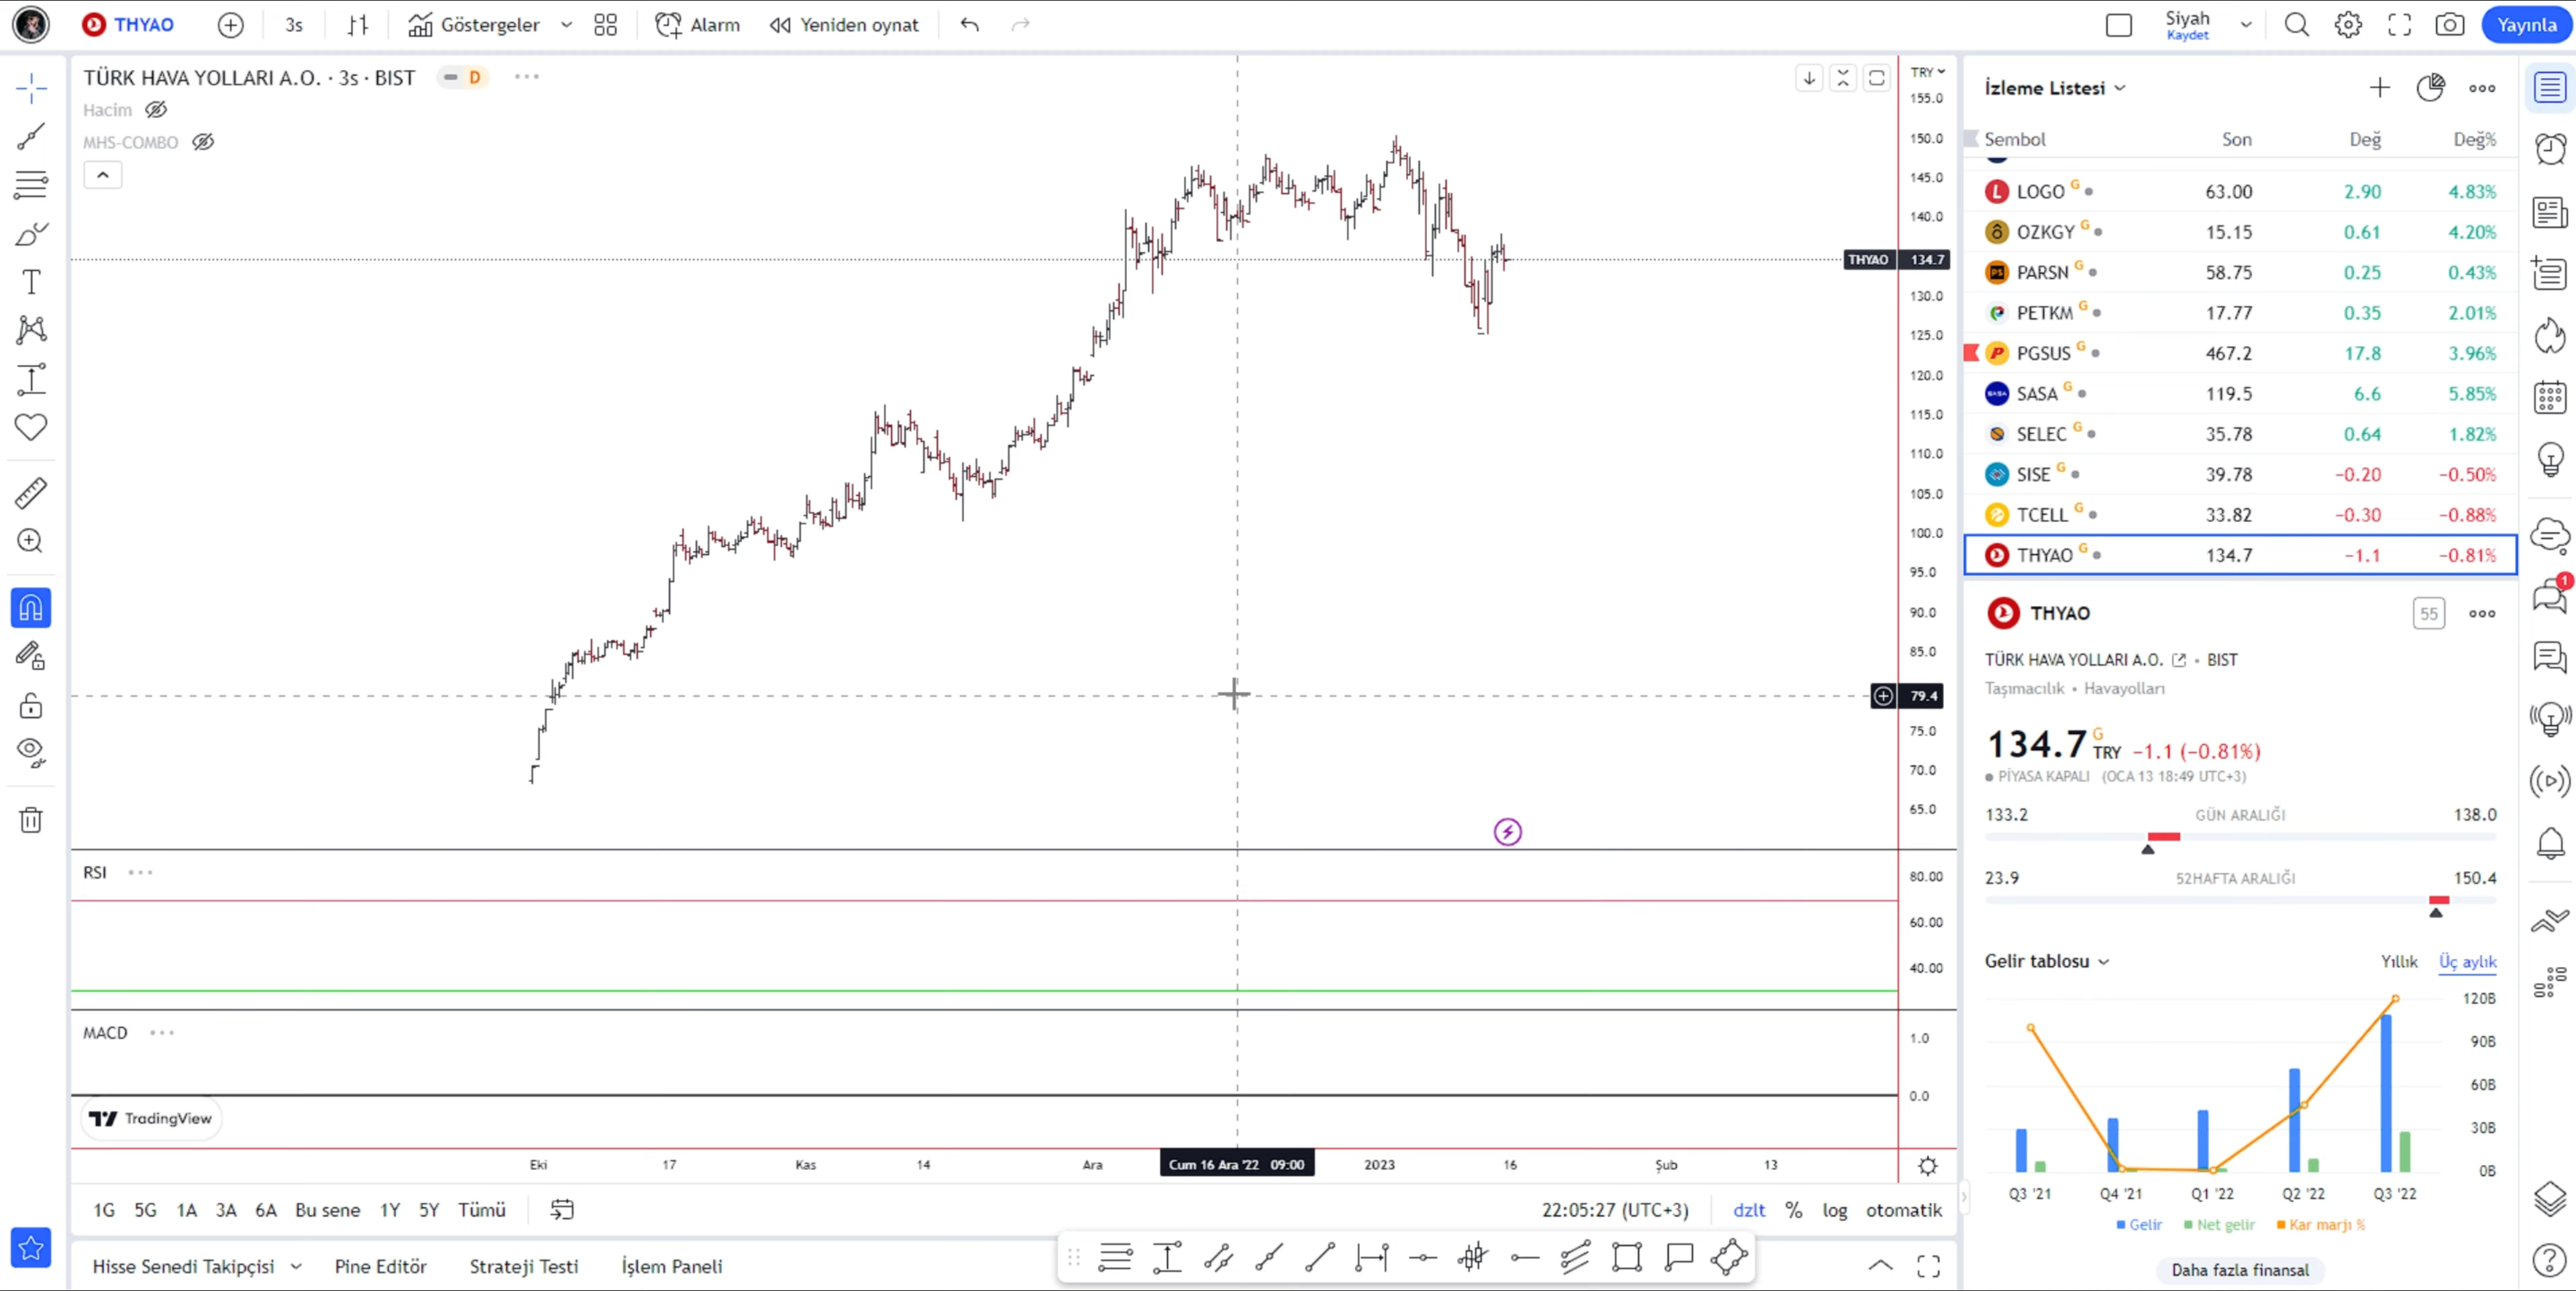 THYAO
3s
Göstergeler
Alarm
Yeniden oynat
Siyah
Kaydet
Yayınla
TÜRK HAVA YOLLARI A.O. · 3s · BIST
D
Hacim
MHS-COMBO
TRY
155.0
150.0
145.0
140.0
THYAO 134.7
130.0
125.0
120.0
115.0
110.0
105.0
100.0
95.0
90.0
85.0
79.4
75.0
70.0
65.0
RSI
80.00
60.00
40.00
MACD
1.0
0.0
TradingView
Eki 17 Kas 14 Ara Cum 16 Ara '22 09:00 2023 16 Şub 13
1G 5G 1A 3A 6A Bu sene 1Y 5Y Tümü
22:05:27 (UTC+3) dzlt % log otomatik
Hisse Senedi Takipçisi Pine Editör Strateji Testi İşlem Paneli
İzleme Listesi
Sembol Son Değ Değ%
LOGO G 63.00 2.90 4.83%
OZKGY G 15.15 0.61 4.20%
PARSN G 58.75 0.25 0.43%
PETKM G 17.77 0.35 2.01%
PGSUS G 467.2 17.8 3.96%
SASA G 119.5 6.6 5.85%
SELEC G 35.78 0.64 1.82%
SISE G 39.78 −0.20 −0.50%
TCELL G 33.82 −0.30 −0.88%
THYAO G 134.7 −1.1 −0.81%
THYAO
55
TÜRK HAVA YOLLARI A.O. • BIST
Taşımacılık • Havayolları
134.7 G TRY −1.1 (−0.81%)
PİYASA KAPALI (OCA 13 18:49 UTC+3)
133.2 GÜN ARALIĞI 138.0
23.9 52HAFTA ARALIĞI 150.4
Gelir tablosu
Yıllık Üç aylık
120B
90B
60B
30B
0B
Q3 '21 Q4 '21 Q1 '22 Q2 '22 Q3 '22
Gelir Net gelir Kar marjı %
Daha fazla finansal
1